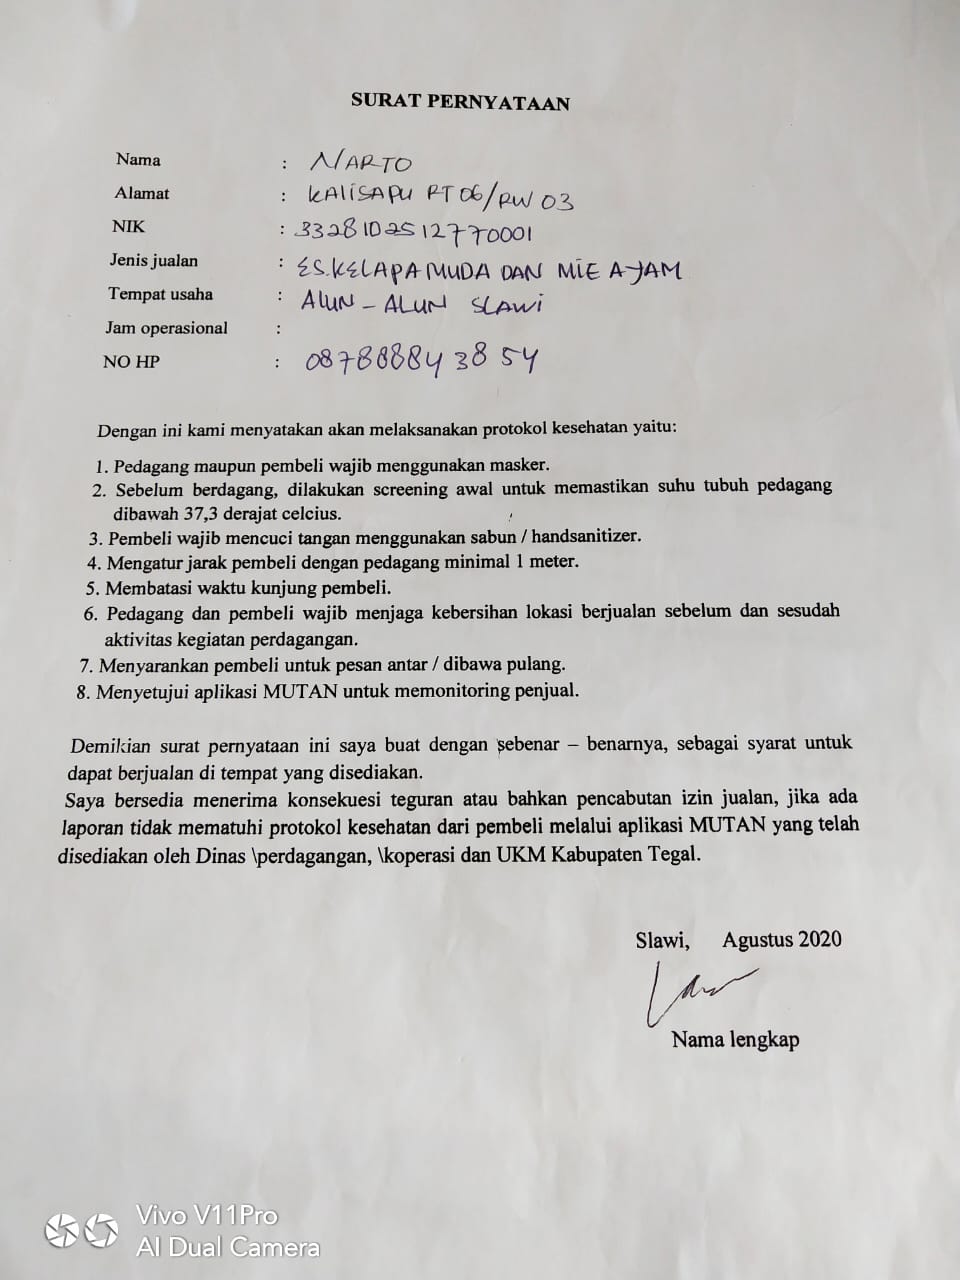 SURAT PERNYATAAN
Nama : NARTO
Alamat : KALISAPU RT 06/RW 03
NIK : 3328102512770001
Jenis jualan : ES.KELAPA MUDA DAN MIE AYAM
Tempat usaha : ALUN - ALUN SLAWI
Jam operasional :
NO HP : 087888843854
Dengan ini kami menyatakan akan melaksanakan protokol kesehatan yaitu:
1. Pedagang maupun pembeli wajib menggunakan masker.
2. Sebelum berdagang, dilakukan screening awal untuk memastikan suhu tubuh pedagang
dibawah 37,3 derajat celcius.
3. Pembeli wajib mencuci tangan menggunakan sabun / handsanitizer.
4. Mengatur jarak pembeli dengan pedagang minimal 1 meter.
5. Membatasi waktu kunjung pembeli.
6. Pedagang dan pembeli wajib menjaga kebersihan lokasi berjualan sebelum dan sesudah
aktivitas kegiatan perdagangan.
7. Menyarankan pembeli untuk pesan antar / dibawa pulang.
8. Menyetujui aplikasi MUTAN untuk memonitoring penjual.
Demikian surat pernyataan ini saya buat dengan sebenar – benarnya, sebagai syarat untuk
dapat berjualan di tempat yang disediakan.
Saya bersedia menerima konsekuesi teguran atau bahkan pencabutan izin jualan, jika ada
laporan tidak mematuhi protokol kesehatan dari pembeli melalui aplikasi MUTAN yang telah
disediakan oleh Dinas \perdagangan, \koperasi dan UKM Kabupaten Tegal.
Slawi, Agustus 2020
Nama lengkap
Vivo V11Pro
AI Dual Camera